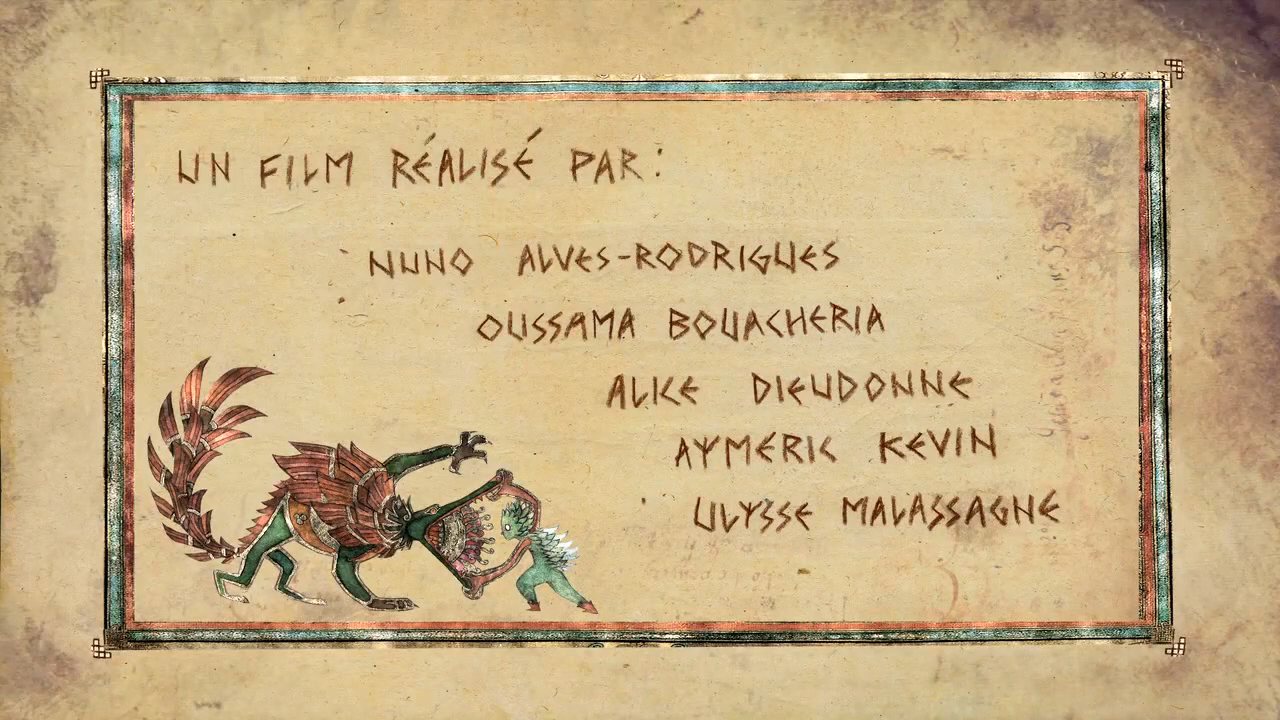 UN FILM RÉALISÉ PAR:
NUNO ALVES-RODRIGUES
OUSSAMA BOUACHERIA
ALICE DIEUDONNE
AYMERIC KEVIN
ULYSSE MALASSAGNE